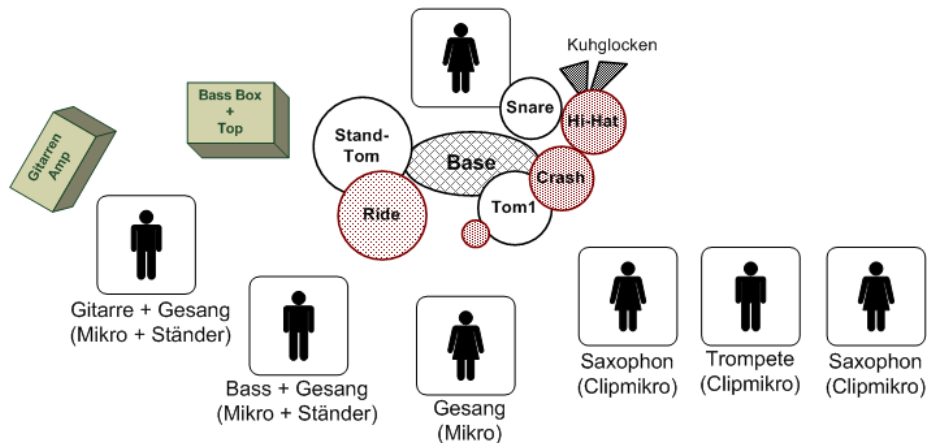 Kuhglocken
Bass Box
+
Top
Gitarren
Amp
Snare
Hi-Hat
Stand-
Tom
Base
Crash
Ride
Tom1
Gitarre + Gesang
(Mikro + Ständer)
Bass + Gesang
(Mikro + Ständer)
Gesang
(Mikro)
Saxophon
(Clipmikro)
Trompete
(Clipmikro)
Saxophon
(Clipmikro)